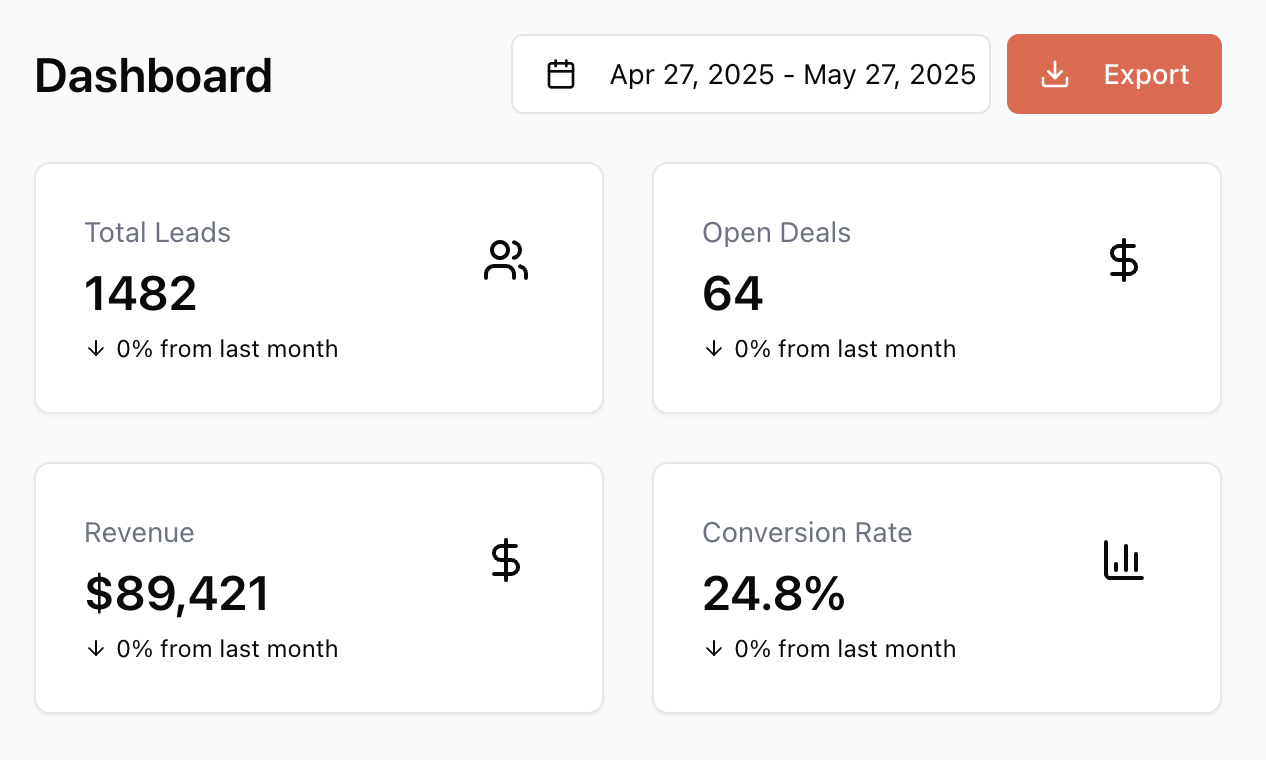 Dashboard
Apr 27, 2025 - May 27, 2025
Export
Total Leads
1482
↓ 0% from last month
Open Deals
64
↓ 0% from last month
Revenue
$89,421
↓ 0% from last month
Conversion Rate
24.8%
↓ 0% from last month